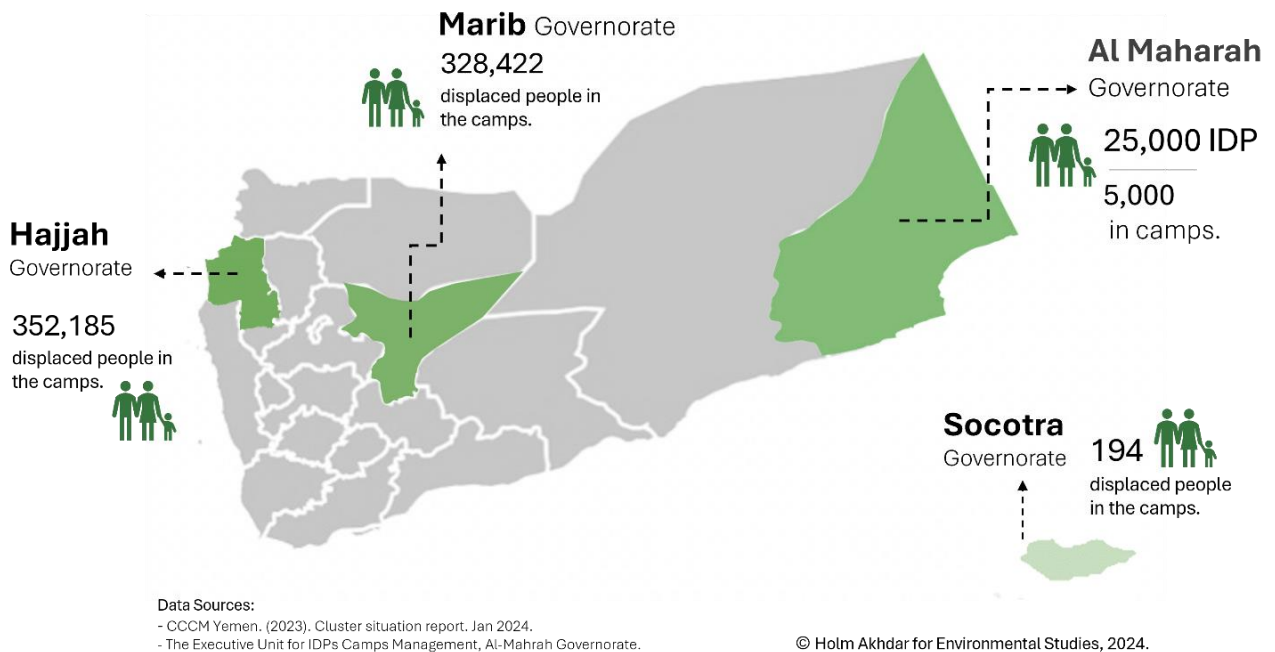 Marib Governorate
328,422
displaced people in
the camps.
Al Maharah
Governorate
25,000 IDP
5,000
in camps.
Hajjah
Governorate
352,185
displaced people in
the camps.
Socotra
Governorate
194
displaced people
in the camps.
Data Sources:
- CCCM Yemen. (2023). Cluster situation report. Jan 2024.
- The Executive Unit for IDPs Camps Management, Al-Mahrah Governorate.
© Holm Akhdar for Environmental Studies, 2024.